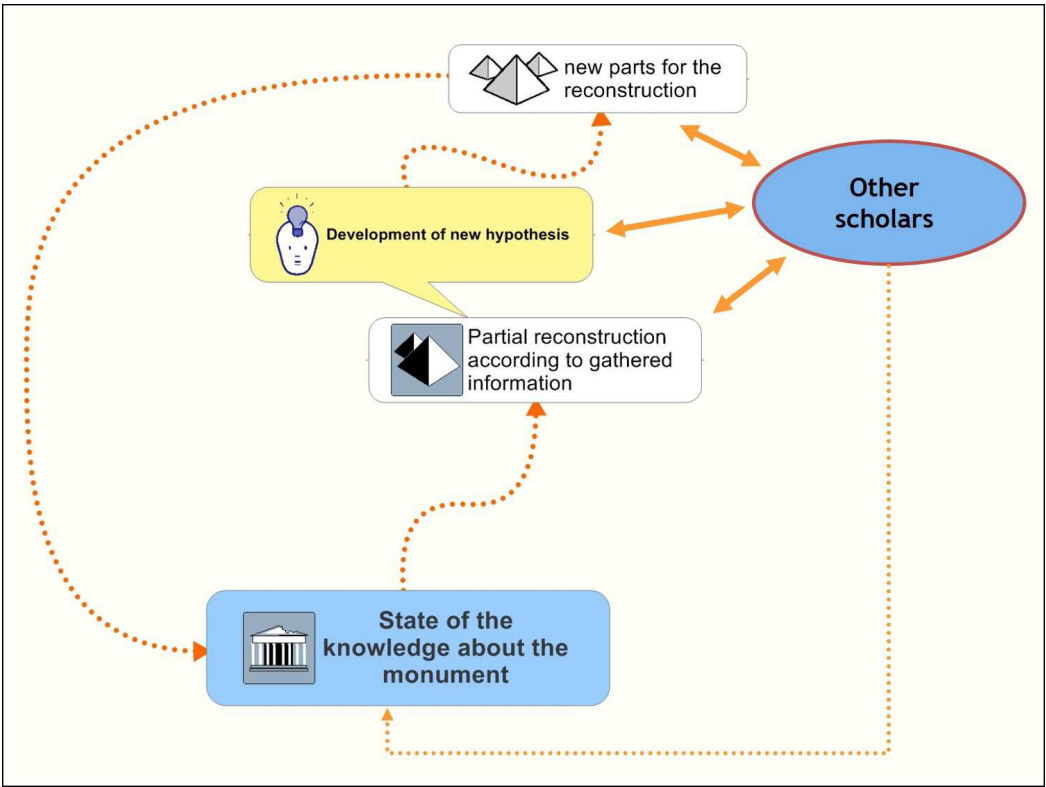 new parts for the
reconstruction
Other
scholars
Development of new hypothesis
Partial reconstruction
according to gathered
information
State of the
knowledge about the
monument